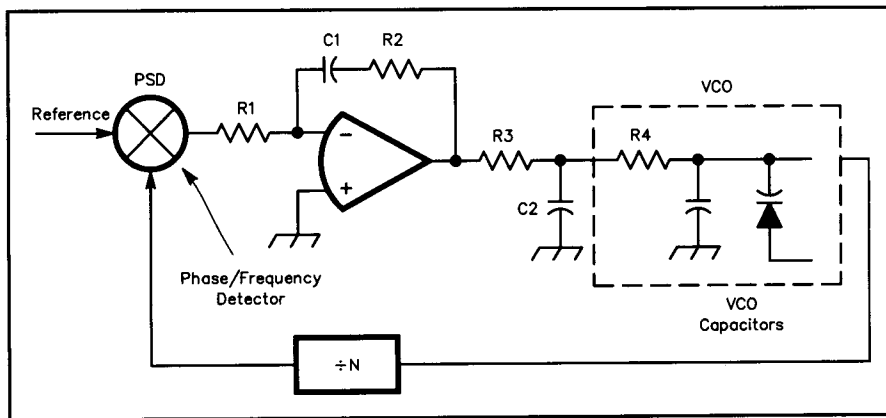 PSD
C1
R2
VCO
Reference
R1
−
R3
R4
+
C2
Phase/Frequency
Detector
VCO
Capacitors
÷N